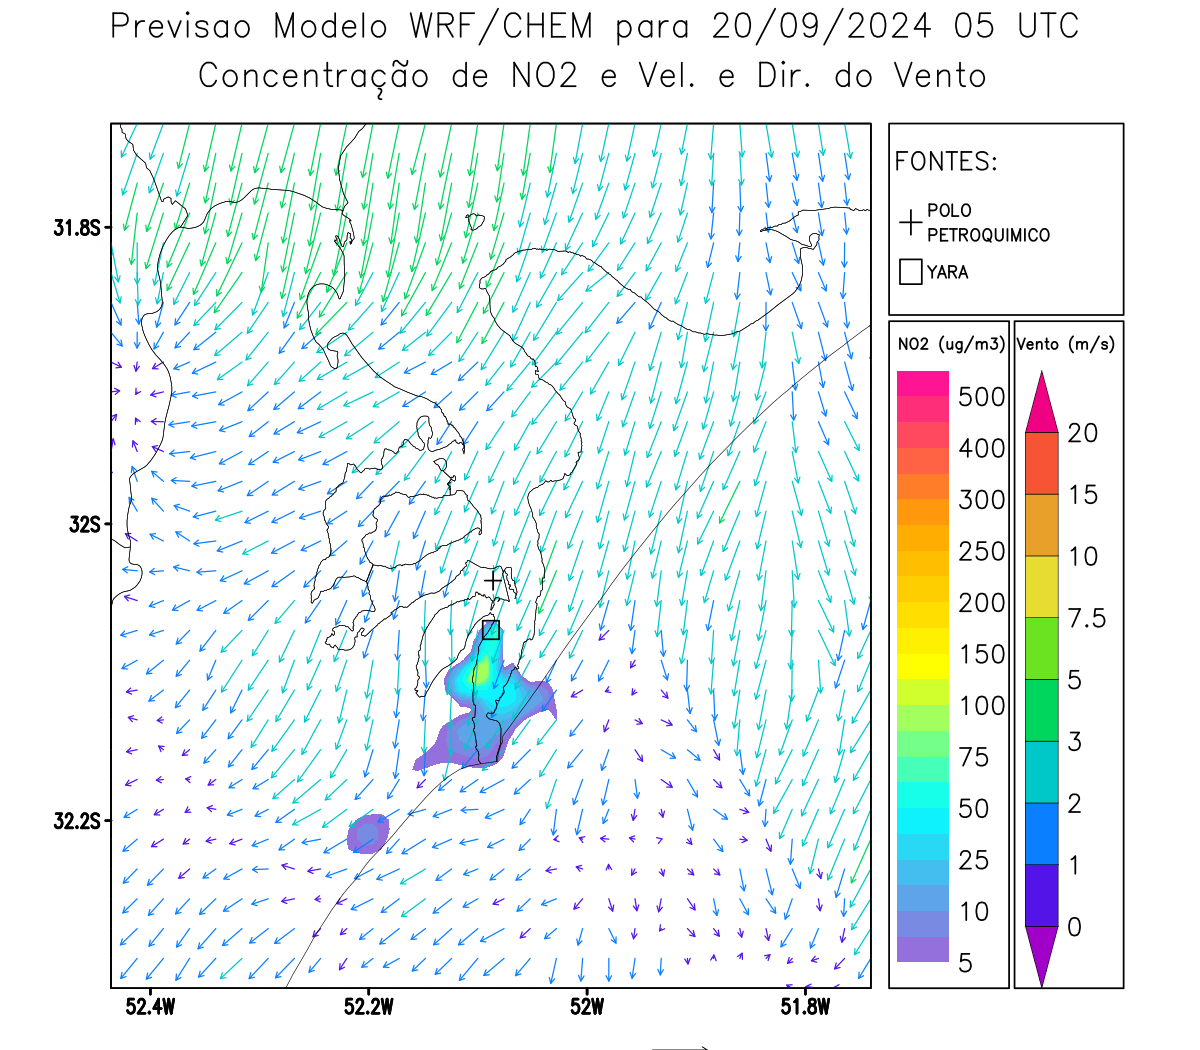 Previsao Modelo WRF/CHEM para 20/09/2024 05 UTC
Concentração de NO2 e Vel. e Dir. do Vento
FONTES:
POLO
PETROQUIMICO
YARA
NO2 (ug/m3)
500
400
300
250
200
150
100
75
50
25
10
5
Vento (m/s)
20
15
10
7.5
5
3
2
1
0
31.8S
32S
32.2S
52.4W
52.2W
52W
51.8W